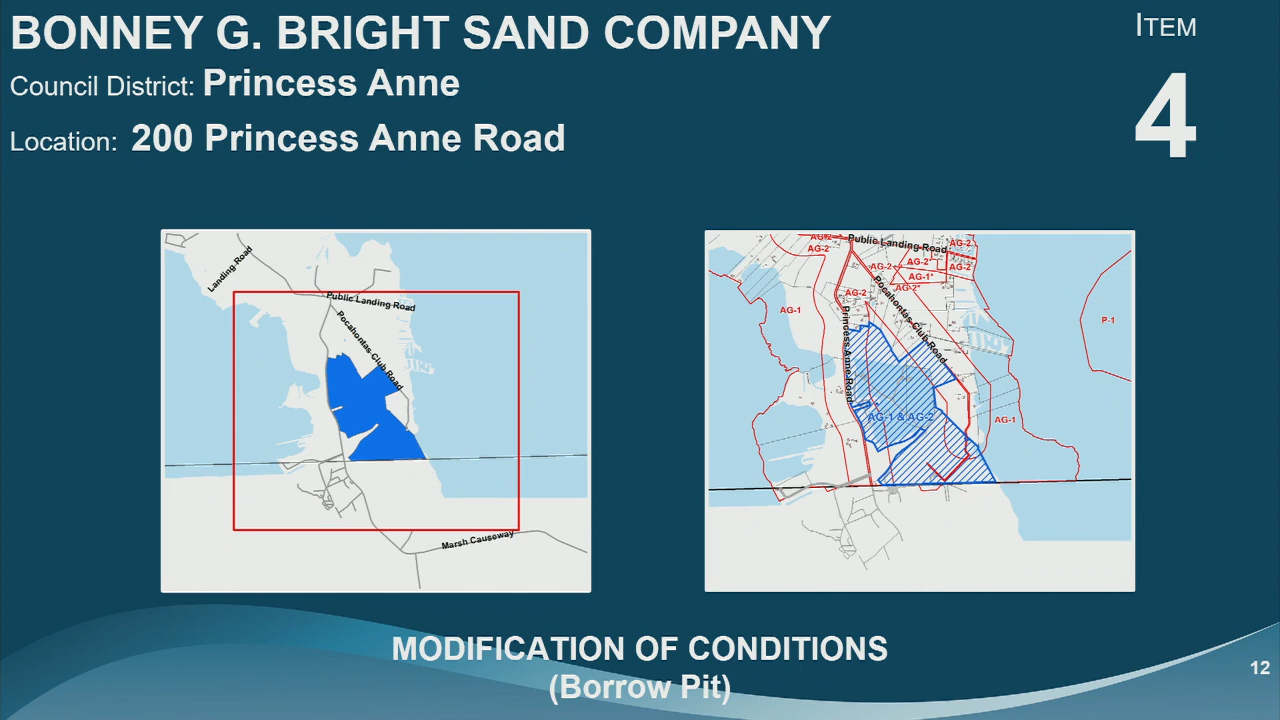 BONNEY G. BRIGHT SAND COMPANY
Council District: Princess Anne
Location: 200 Princess Anne Road
ITEM
4
Landing Road
Public Landing Road
Pocahontas Club Road
Marsh Causeway
AG-2
Public Landing Road
AG-2
AG-2
AG-2
AG-2
AG-2
AG-1*
AG-2*
AG-2
Pocahontas Club Road
Princess Anne Road
AG-1
P-1
AG-1 & AG-2
AG-1
MODIFICATION OF CONDITIONS
(Borrow Pit)
12